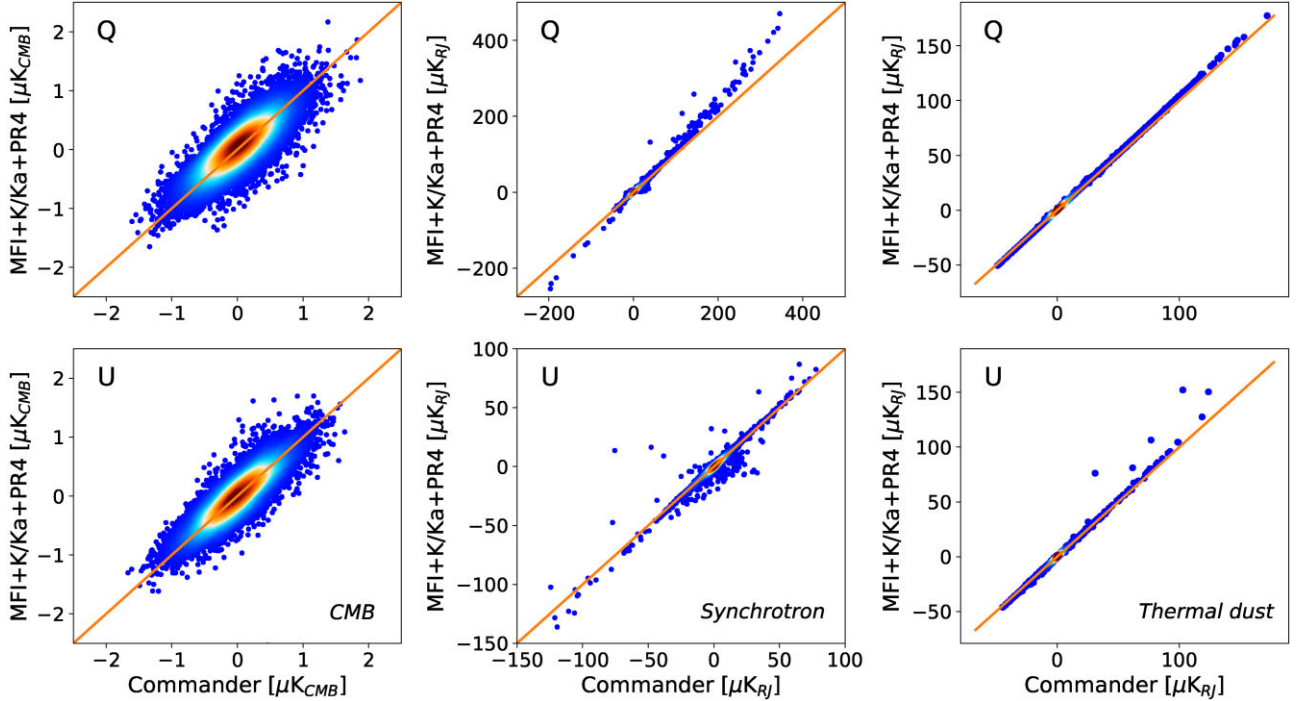 Q
MFI+K/Ka+PR4 [μK_CMB]
2
1
0
−1
−2
−2 −1 0 1 2
Q
MFI+K/Ka+PR4 [μK_RJ]
400
200
0
−200
−200 0 200 400
Q
MFI+K/Ka+PR4 [μK_RJ]
150
100
50
0
−50
0 100
U
MFI+K/Ka+PR4 [μK_CMB]
2
1
0
−1
−2
CMB
−2 −1 0 1 2
Commander [μK_CMB]
U
MFI+K/Ka+PR4 [μK_RJ]
100
50
0
−50
−100
−150
Synchrotron
−150 −100 −50 0 50 100
Commander [μK_RJ]
U
MFI+K/Ka+PR4 [μK_RJ]
150
100
50
0
−50
Thermal dust
0 100
Commander [μK_RJ]